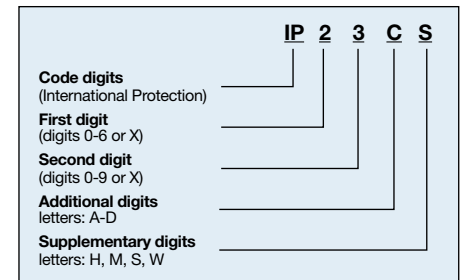 IP 2 3 C S
Code digits
(International Protection)
First digit
(digits 0-6 or X)
Second digit
(digits 0-9 or X)
Additional digits
letters: A-D
Supplementary digits
letters: H, M, S, W